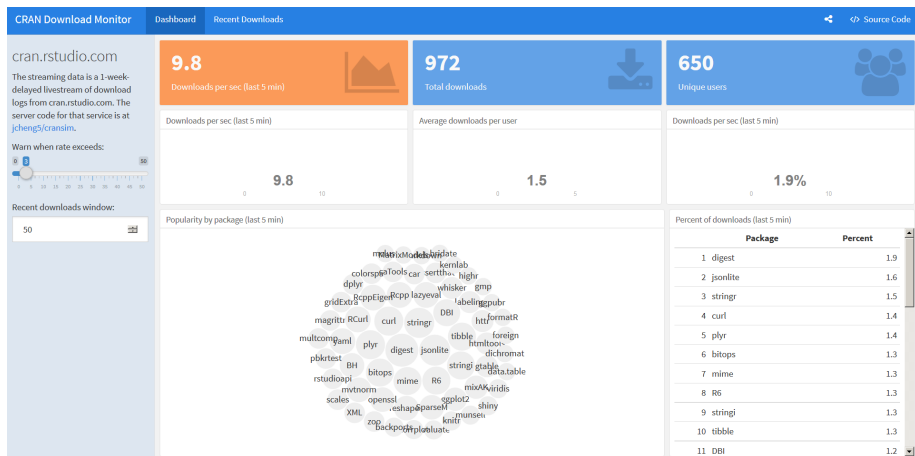 CRAN Download Monitor
Dashboard
Recent Downloads
Source Code
cran.rstudio.com
The streaming data is a 1-week-
delayed livestream of download
logs from cran.rstudio.com. The
server code for that service is at
jcheng5/cransim.
Warn when rate exceeds:
0 3 50
0 5 10 15 20 25 30 35 40 45 50
Recent downloads window:
50
9.8
Downloads per sec (last 5 min)
972
Total downloads
650
Unique users
Downloads per sec (last 5 min)
9.8
0 10
Average downloads per user
1.5
0 5
Downloads per sec (last 5 min)
1.9%
0 10
Popularity by package (last 5 min)
kernlab
colorspa
caTools
car
highr
dplyr
whisker
gmp
RcppEigen
Rcpp
lazyeval
gridExtra
labeling
DBI
magrittr
RCurl
curl
stringr
httr
formatR
multcomp
yaml
plyr
tibble
foreign
digest
jsonlite
dichromat
pbkrtest
BH
bitops
stringi
gtable
data.table
rstudioapi
mime
R6
mixAK
viridis
mvtnorm
scales
openssl
ggplot2
shiny
XML
SparseM
munsell
zoo
knitr
backports
Percent of downloads (last 5 min)
Package Percent
1 digest 1.9
2 jsonlite 1.6
3 stringr 1.5
4 curl 1.4
5 plyr 1.4
6 bitops 1.3
7 mime 1.3
8 R6 1.3
9 stringi 1.3
10 tibble 1.3
11 DBI 1.2